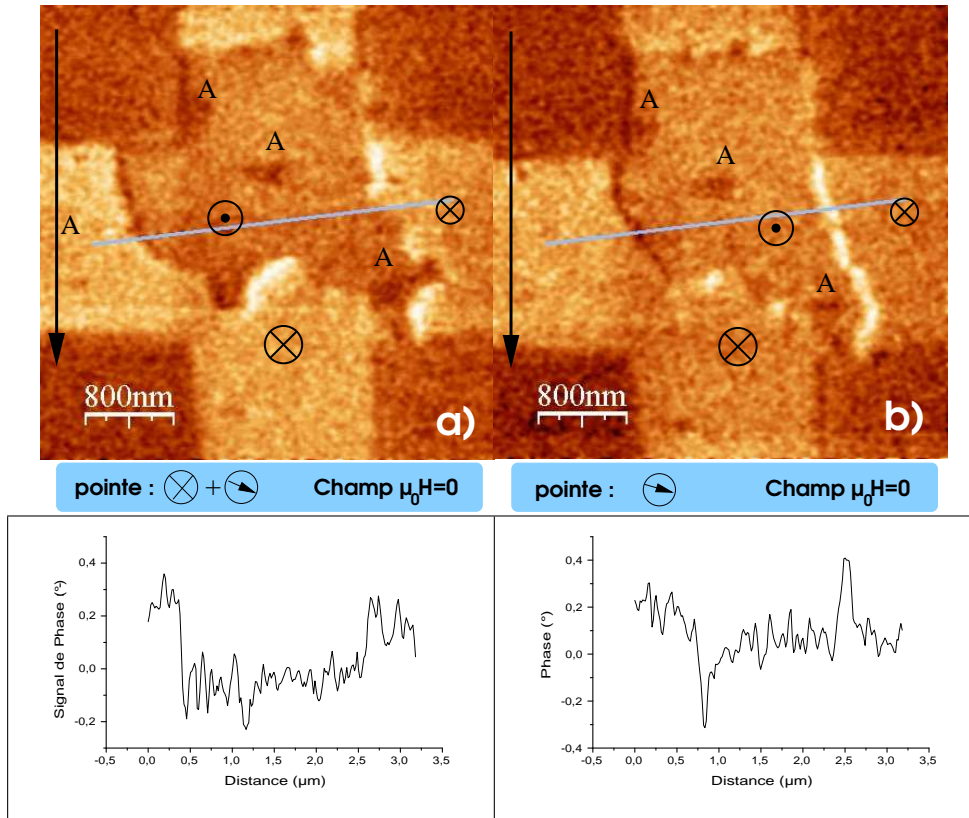 A
A
A
A
800nm
a)
A
A
A
800nm
b)
pointe : + Champ μ₀H=0
pointe : Champ μ₀H=0
Signal de Phase (°)
0,4
0,2
0,0
-0,2
-0,5 0,0 0,5 1,0 1,5 2,0 2,5 3,0 3,5
Distance (µm)
Phase (°)
0,4
0,2
0,0
-0,2
-0,4
-0,5 0,0 0,5 1,0 1,5 2,0 2,5 3,0 3,5
Distance (µm)